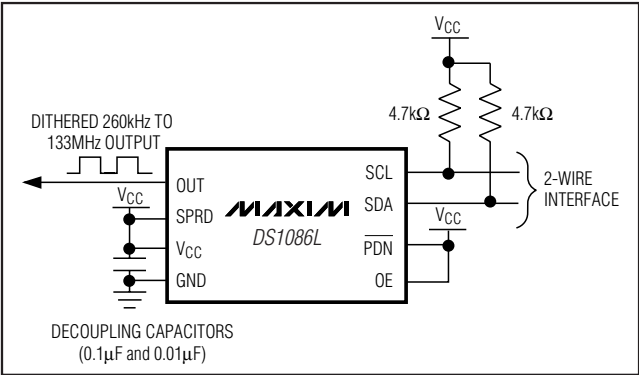 VCC
4.7kΩ
4.7kΩ
DITHERED 260kHz TO
133MHz OUTPUT
OUT
SCL
VCC
SPRD
MAXIM
SDA
2-WIRE
INTERFACE
DS1086L
VCC
VCC
PDN
GND
OE
DECOUPLING CAPACITORS
(0.1μF and 0.01μF)